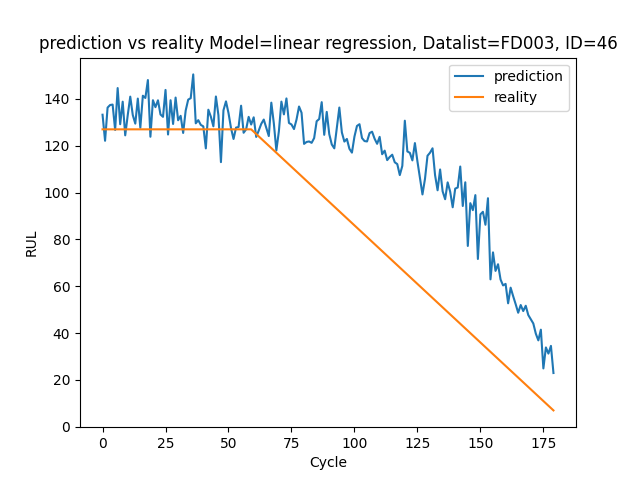 prediction vs reality Model=linear regression, Datalist=FD003, ID=46
prediction
reality
RUL
140
120
100
80
60
40
20
0
0 25 50 75 100 125 150 175
Cycle